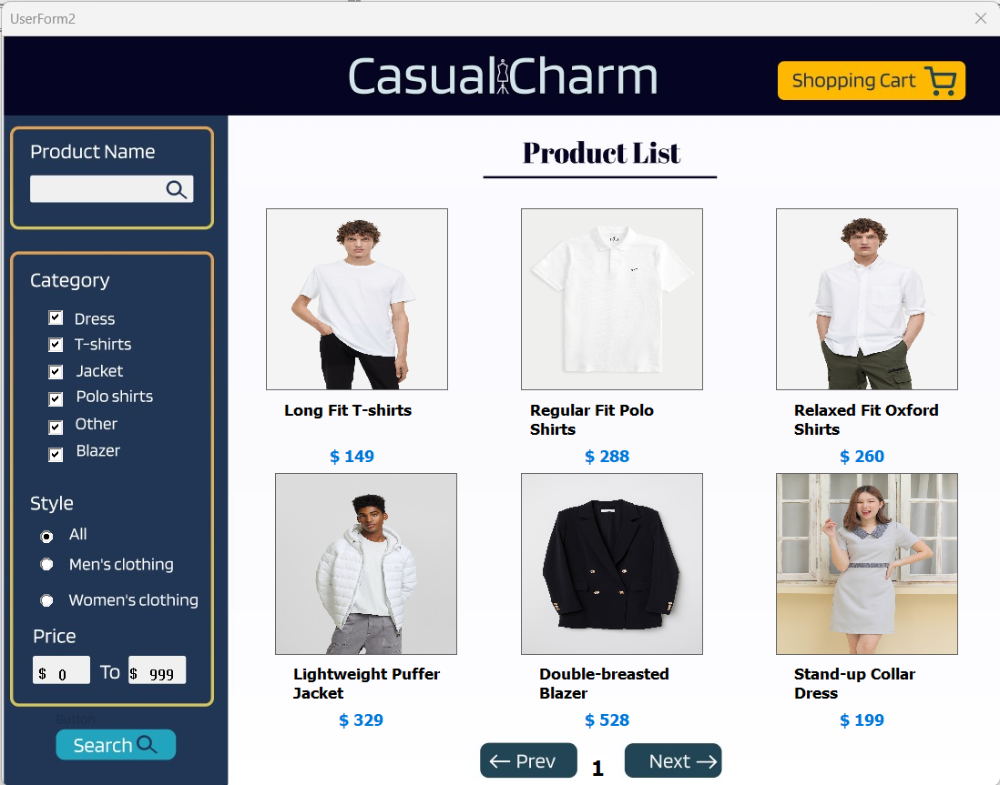 UserForm2
Casual Charm
Shopping Cart
Product Name
Category
Dress
T-shirts
Jacket
Polo shirts
Other
Blazer
Style
All
Men's clothing
Women's clothing
Price
$ 0 To $ 999
Button
Search
Product List
Long Fit T-shirts
$ 149
Regular Fit Polo
Shirts
$ 288
Relaxed Fit Oxford
Shirts
$ 260
Lightweight Puffer
Jacket
$ 329
Double-breasted
Blazer
$ 528
Stand-up Collar
Dress
$ 199
← Prev 1 Next →